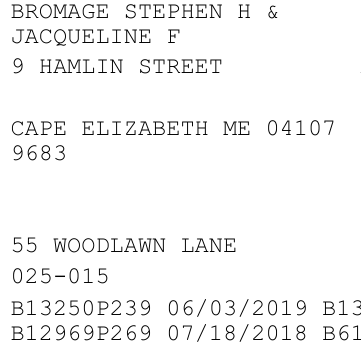 BROMAGE STEPHEN H &
JACQUELINE F
9 HAMLIN STREET
CAPE ELIZABETH ME 04107
9683
55 WOODLAWN LANE
025-015
B13250P239 06/03/2019 B13
B12969P269 07/18/2018 B61